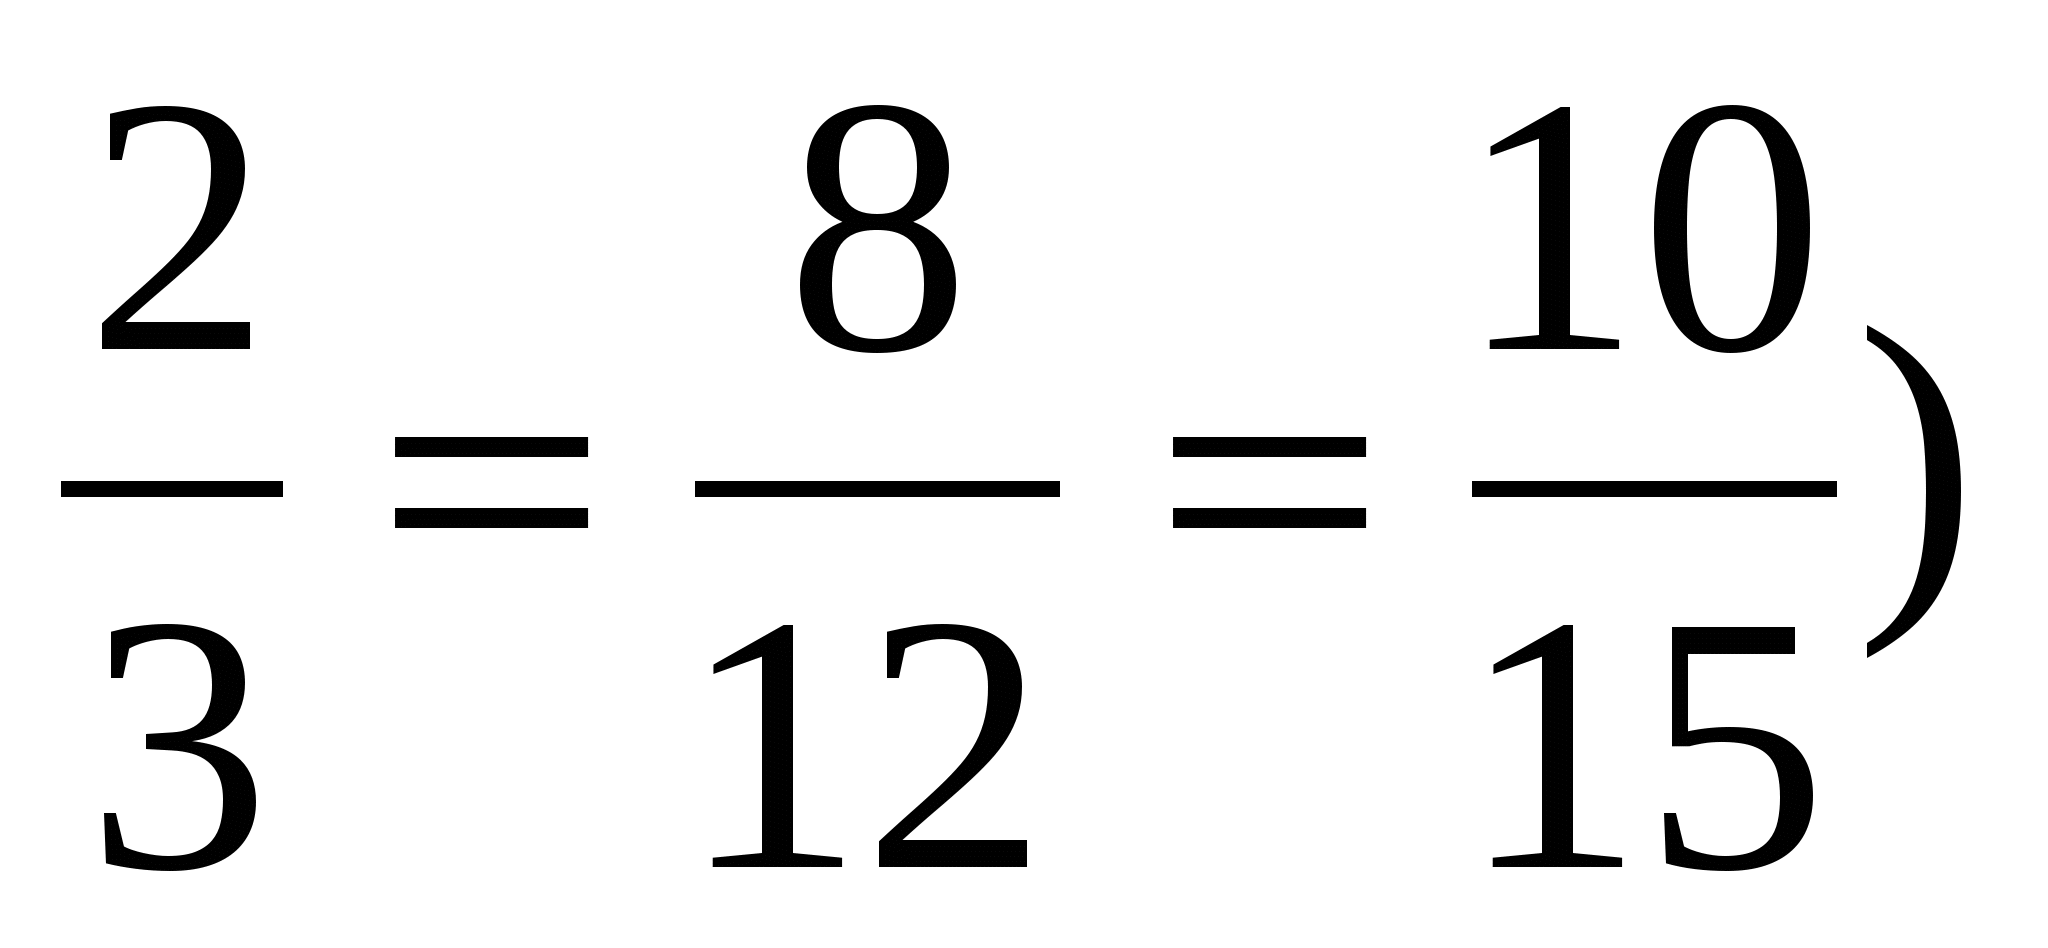 2/3 = 8/12 = 10/15)